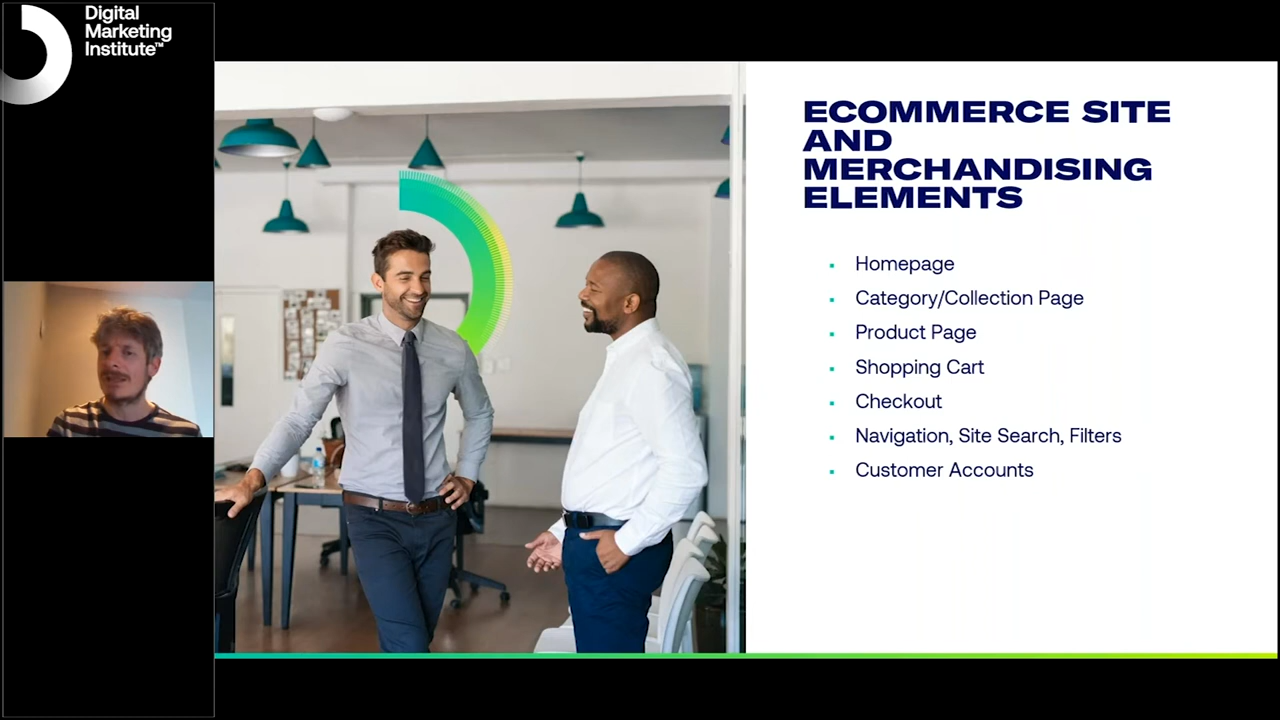 Digital
Marketing
Institute™
ECOMMERCE SITE
AND
MERCHANDISING
ELEMENTS
Homepage
Category/Collection Page
Product Page
Shopping Cart
Checkout
Navigation, Site Search, Filters
Customer Accounts